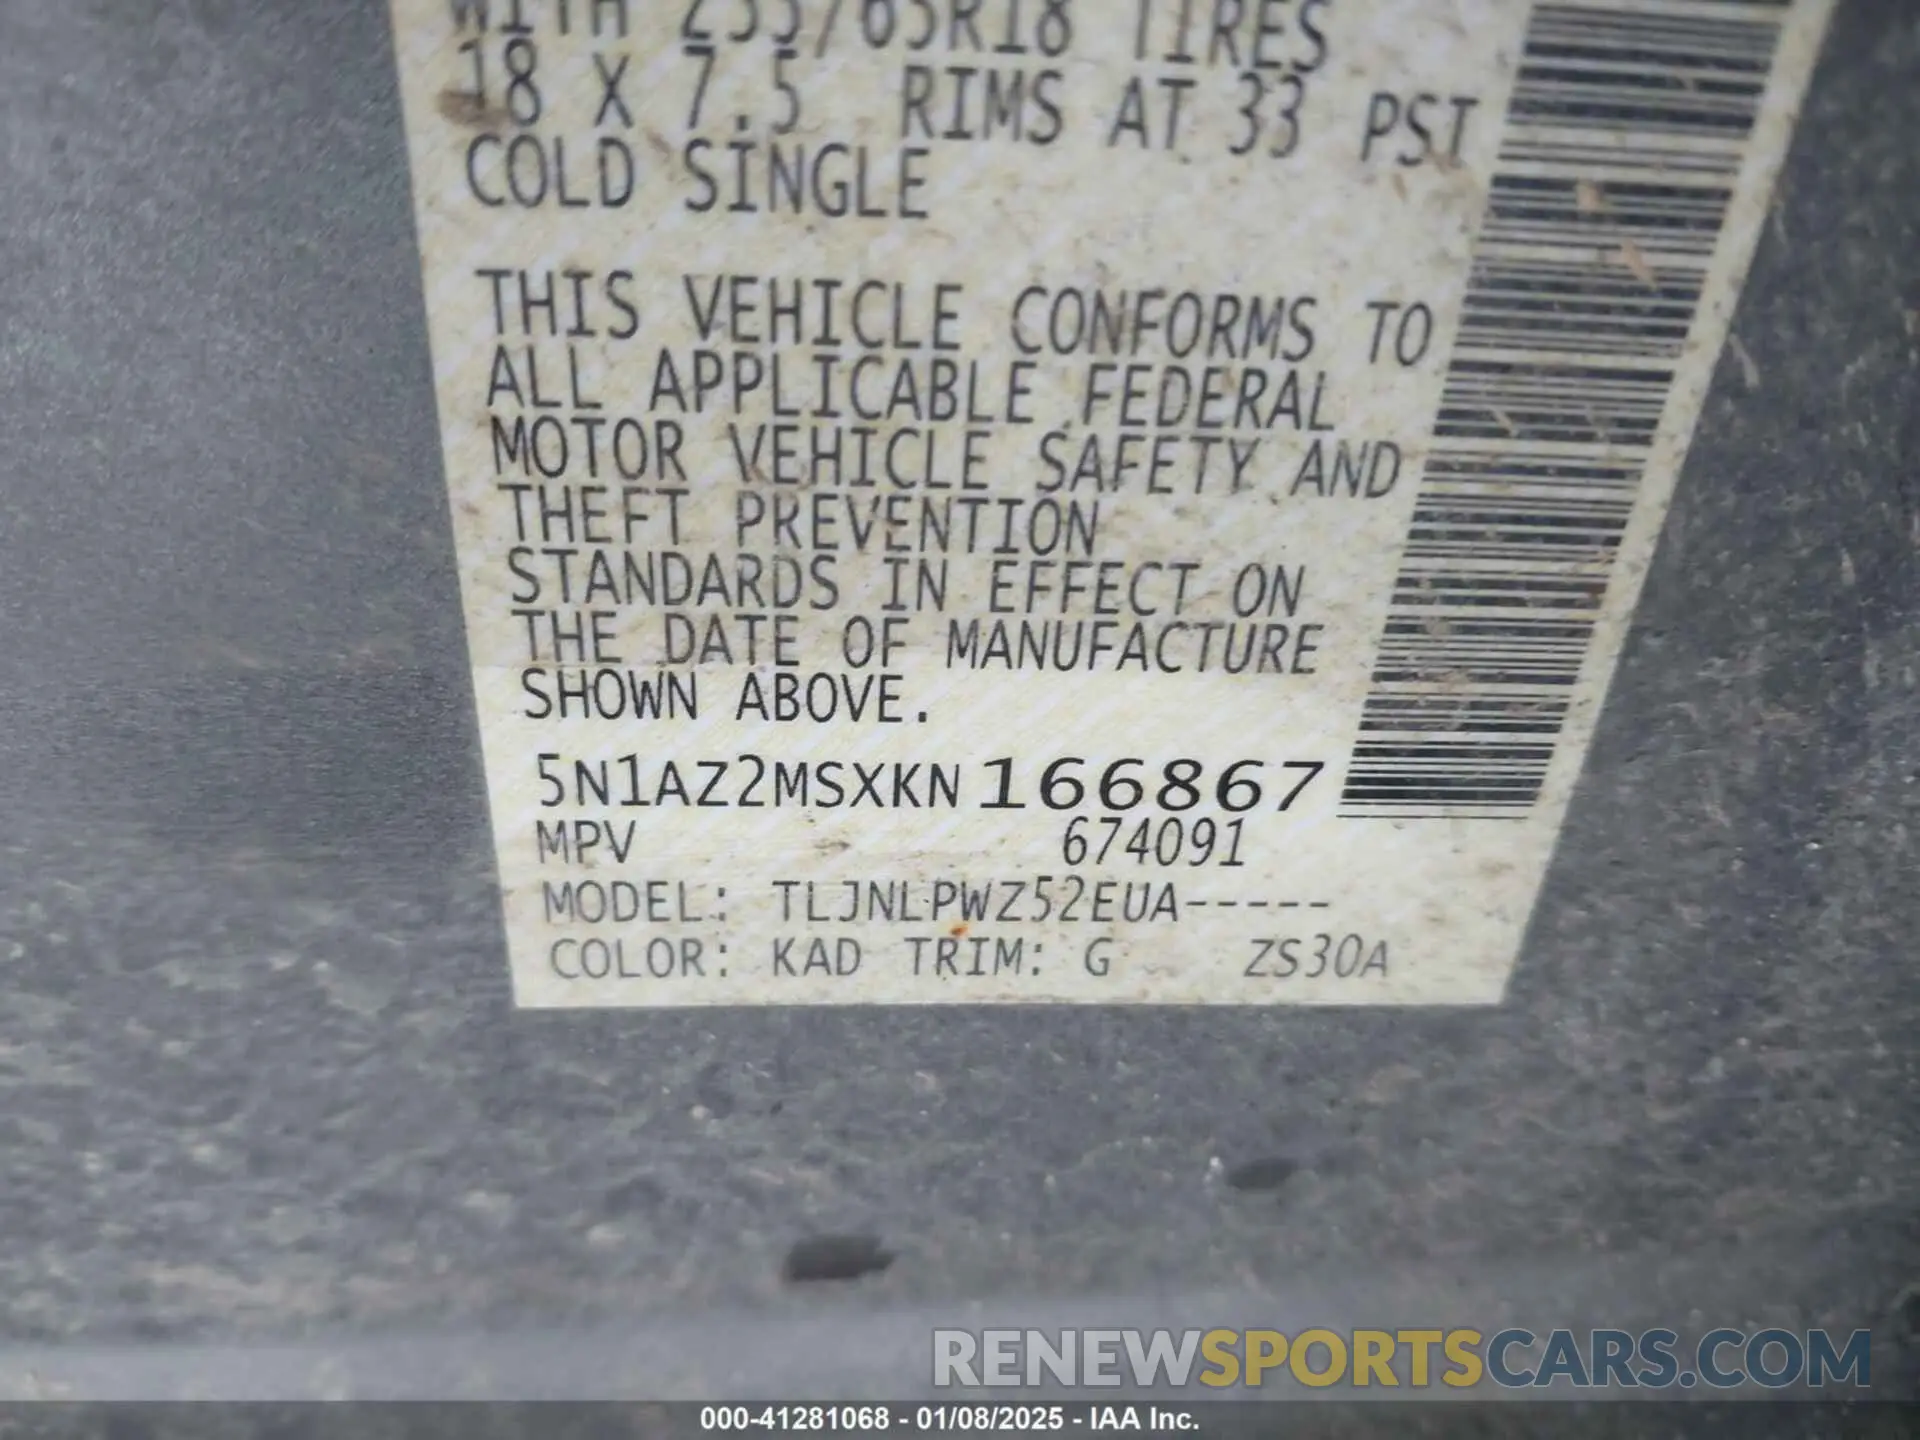 WITH 235/65R18 TIRES
18 X 7.5 RIMS AT 33 PSI
COLD SINGLE
THIS VEHICLE CONFORMS TO
ALL APPLICABLE FEDERAL
MOTOR VEHICLE SAFETY AND
THEFT PREVENTION
STANDARDS IN EFFECT ON
THE DATE OF MANUFACTURE
SHOWN ABOVE.
5N1AZ2MSXKN166867
MPV 674091
MODEL: TLJNLPWZ52EUA-----
COLOR: KAD TRIM: G ZS30A
RENEWSPORTSCARS.COM
000-41281068 - 01/08/2025 - IAA Inc.